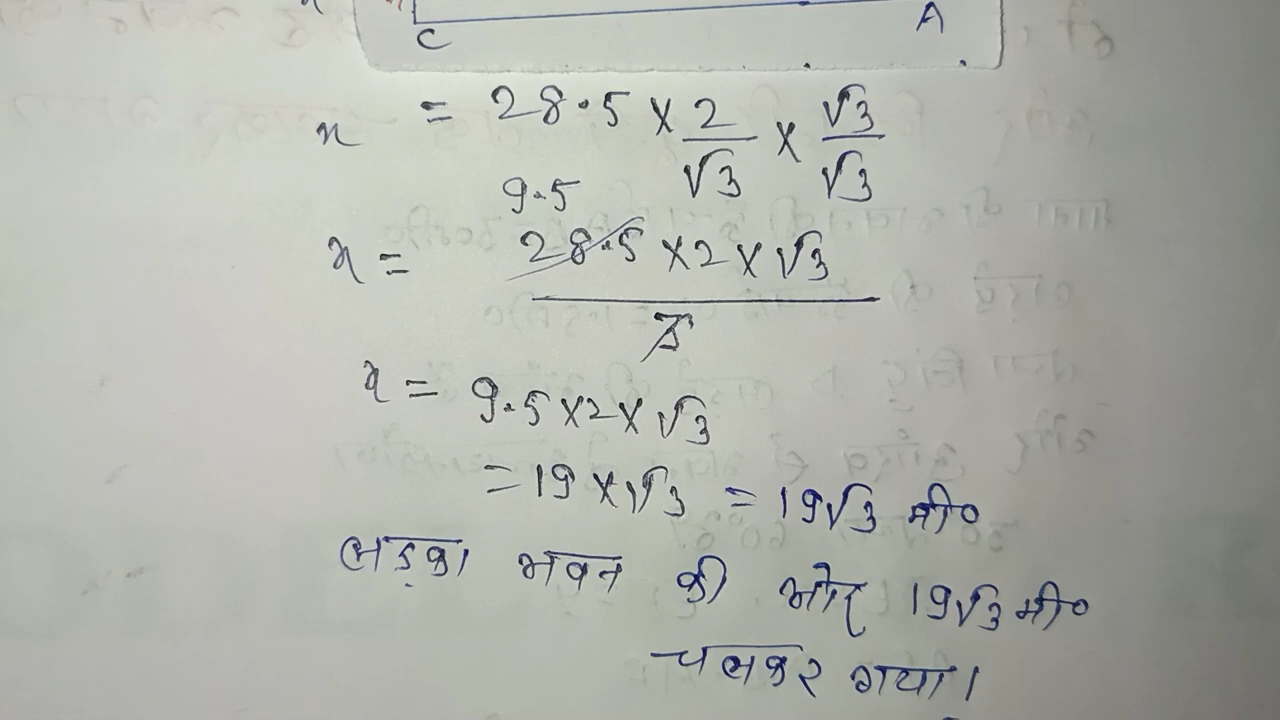 C A
x = 28.5 × 2/√3 × √3/√3
9.5
x = 28.5 × 2 × √3 / 3
x = 9.5 × 2 × √3
= 19 × √3 = 19√3 मी०
लड़का भवन की ओर 19√3 मी०
चलकर गया।